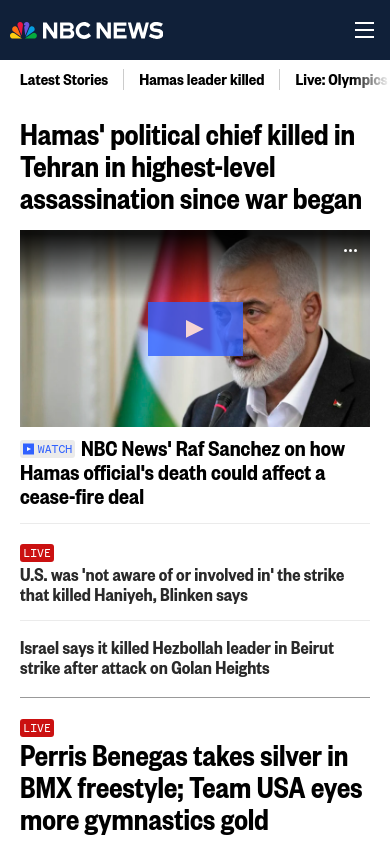 NBC NEWS
Latest Stories
Hamas leader killed
Live: Olympics
Hamas' political chief killed in
Tehran in highest-level
assassination since war began
WATCH NBC News' Raf Sanchez on how
Hamas official's death could affect a
cease-fire deal
LIVE
U.S. was 'not aware of or involved in' the strike
that killed Haniyeh, Blinken says
Israel says it killed Hezbollah leader in Beirut
strike after attack on Golan Heights
LIVE
Perris Benegas takes silver in
BMX freestyle; Team USA eyes
more gymnastics gold